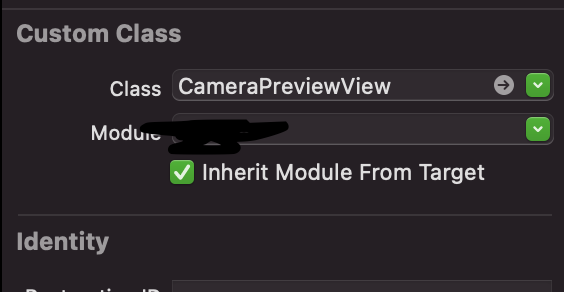 Custom Class
Class CameraPreviewView
Module
Inherit Module From Target
Identity